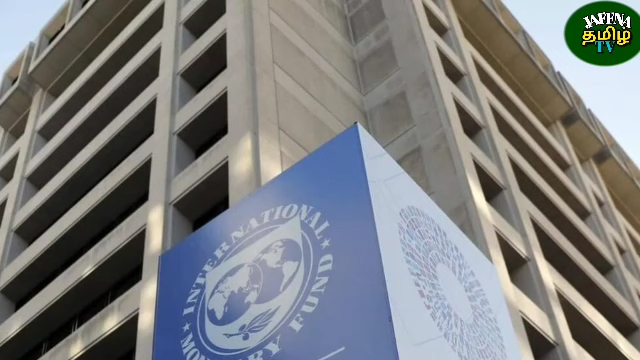 JAFFNA
தமிழ்
TV
INTERNATIONAL
MONETARY FUND